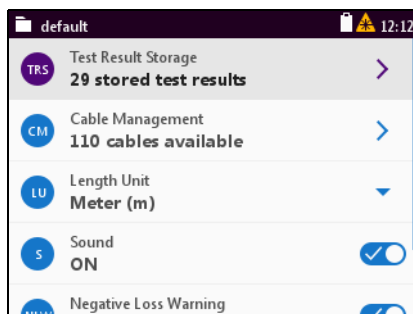 default 12:12
TRS Test Result Storage
29 stored test results
CM Cable Management
110 cables available
LU Length Unit
Meter (m)
S Sound
ON
Negative Loss Warning